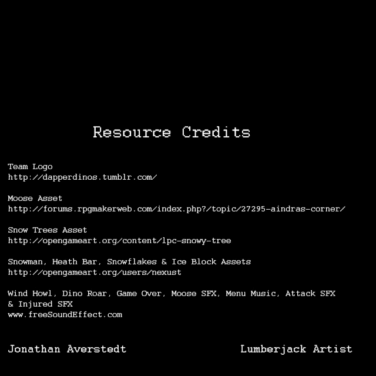 Resource Credits
Team Logo
http://dapperdinos.tumblr.com/
Moose Asset
http://forums.rpgmakerweb.com/index.php?/topic/27295-aindras-corner/
Snow Trees Asset
http://opengameart.org/content/lpc-snowy-tree
Snowman, Heath Bar, Snowflakes & Ice Block Assets
http://opengameart.org/users/nexust
Wind Howl, Dino Roar, Game Over, Moose SFX, Menu Music, Attack SFX
& Injured SFX
www.freeSoundEffect.com
Jonathan Averstedt Lumberjack Artist